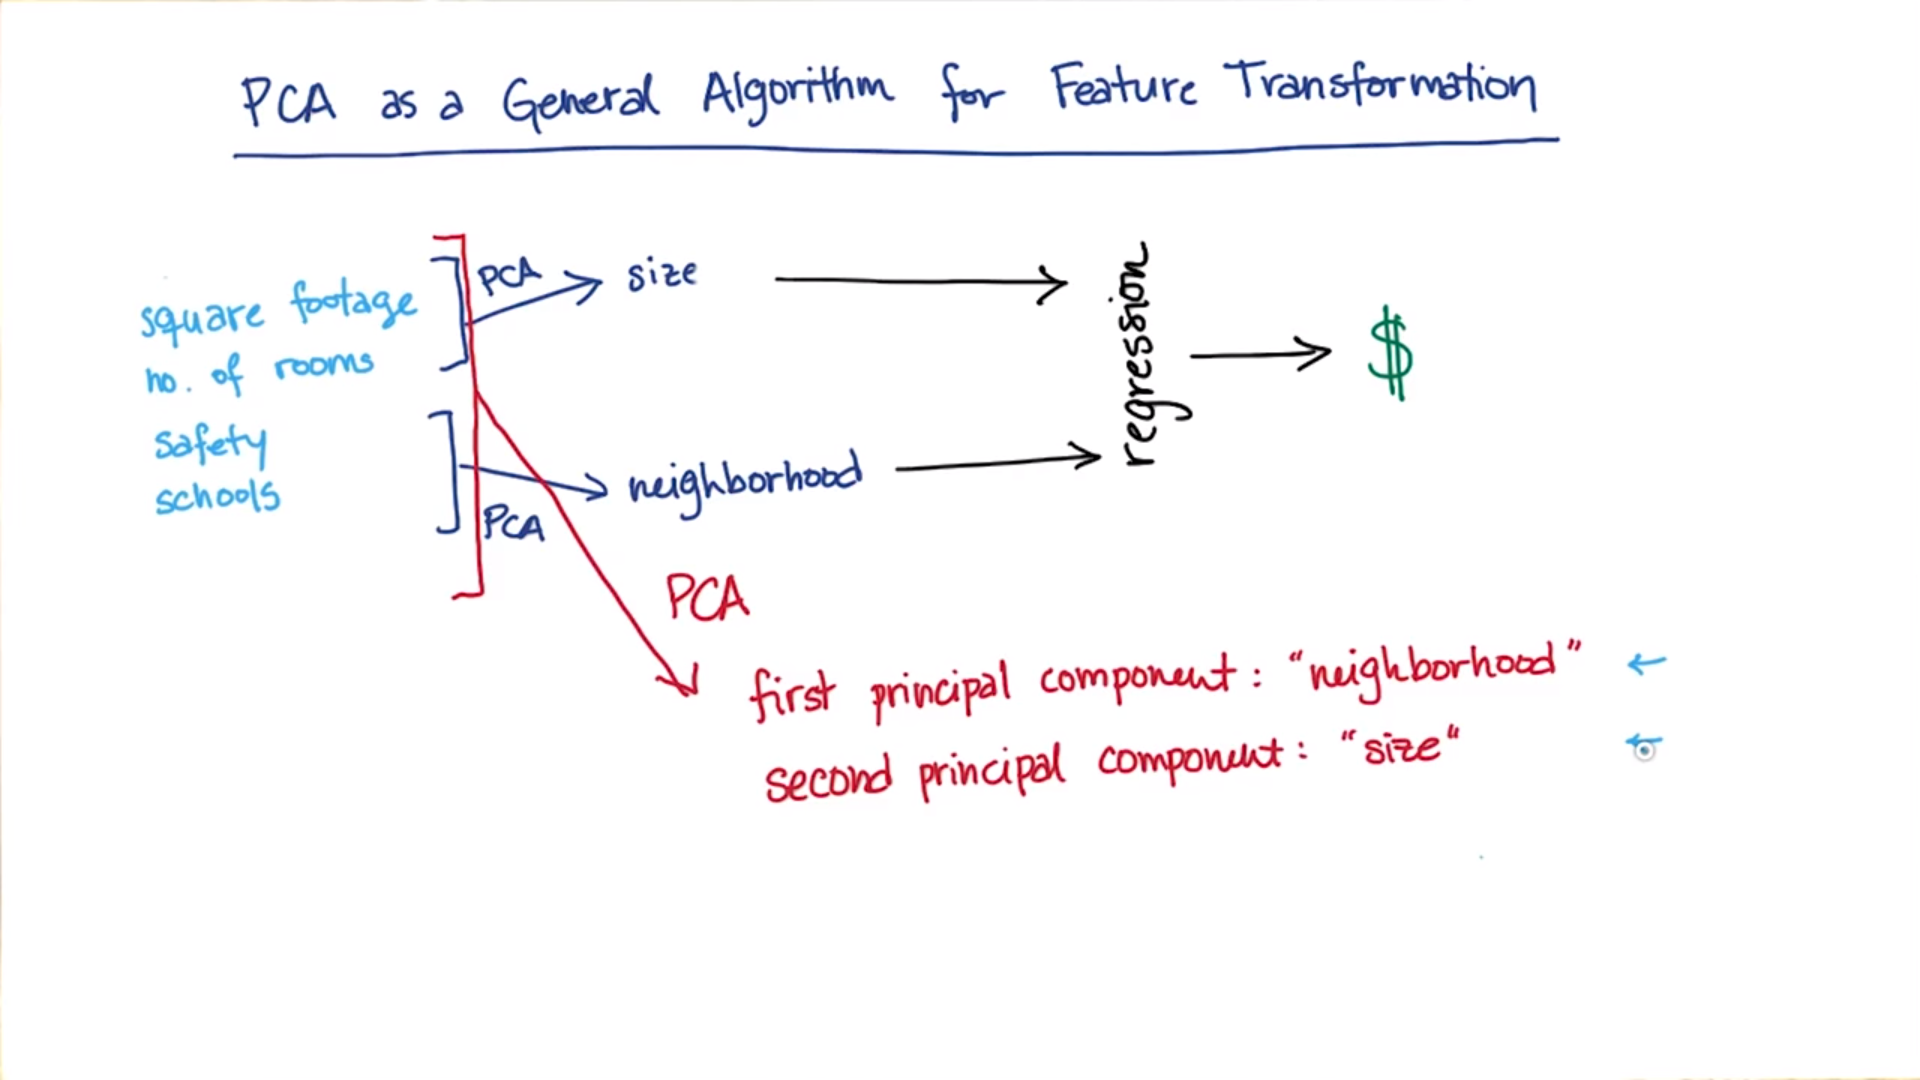 PCA as a General Algorithm for Feature Transformation
square footage
no. of rooms
safety
schools
PCA
size
PCA
neighborhood
regression
$
PCA
first principal component: "neighborhood"
second principal component: "size"